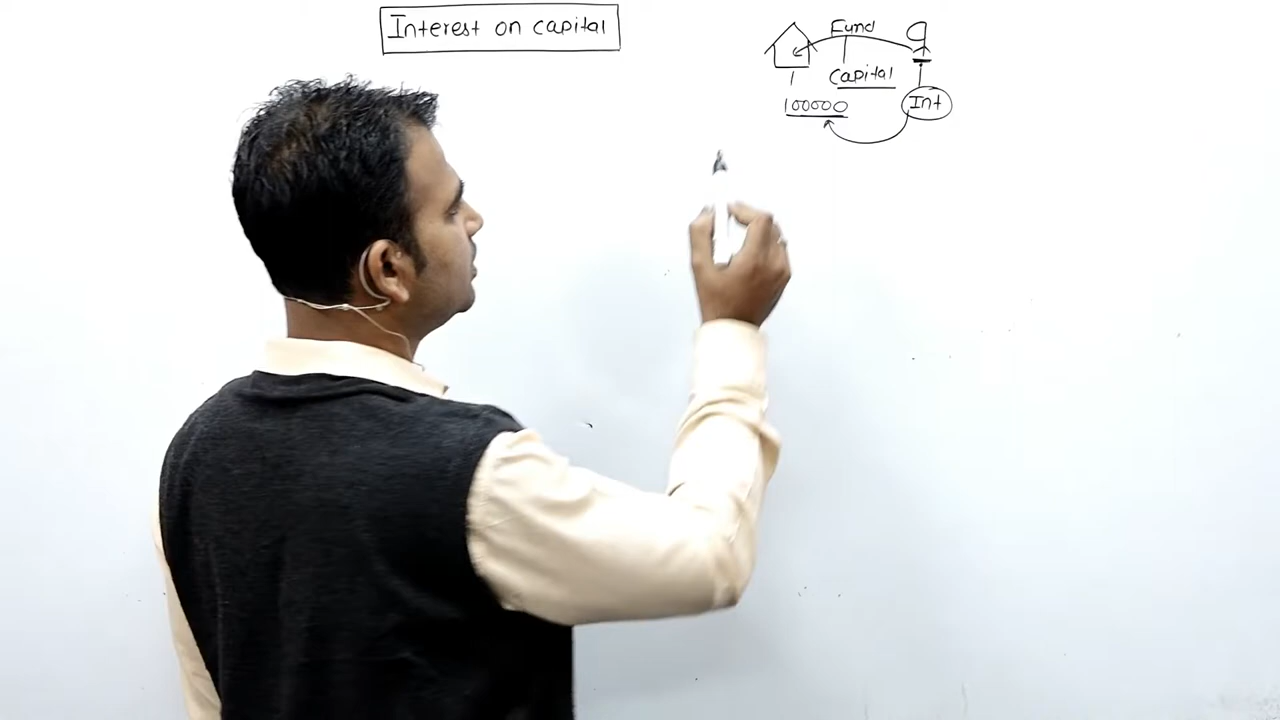 Interest on capital
Fund
Capital
100000
Int